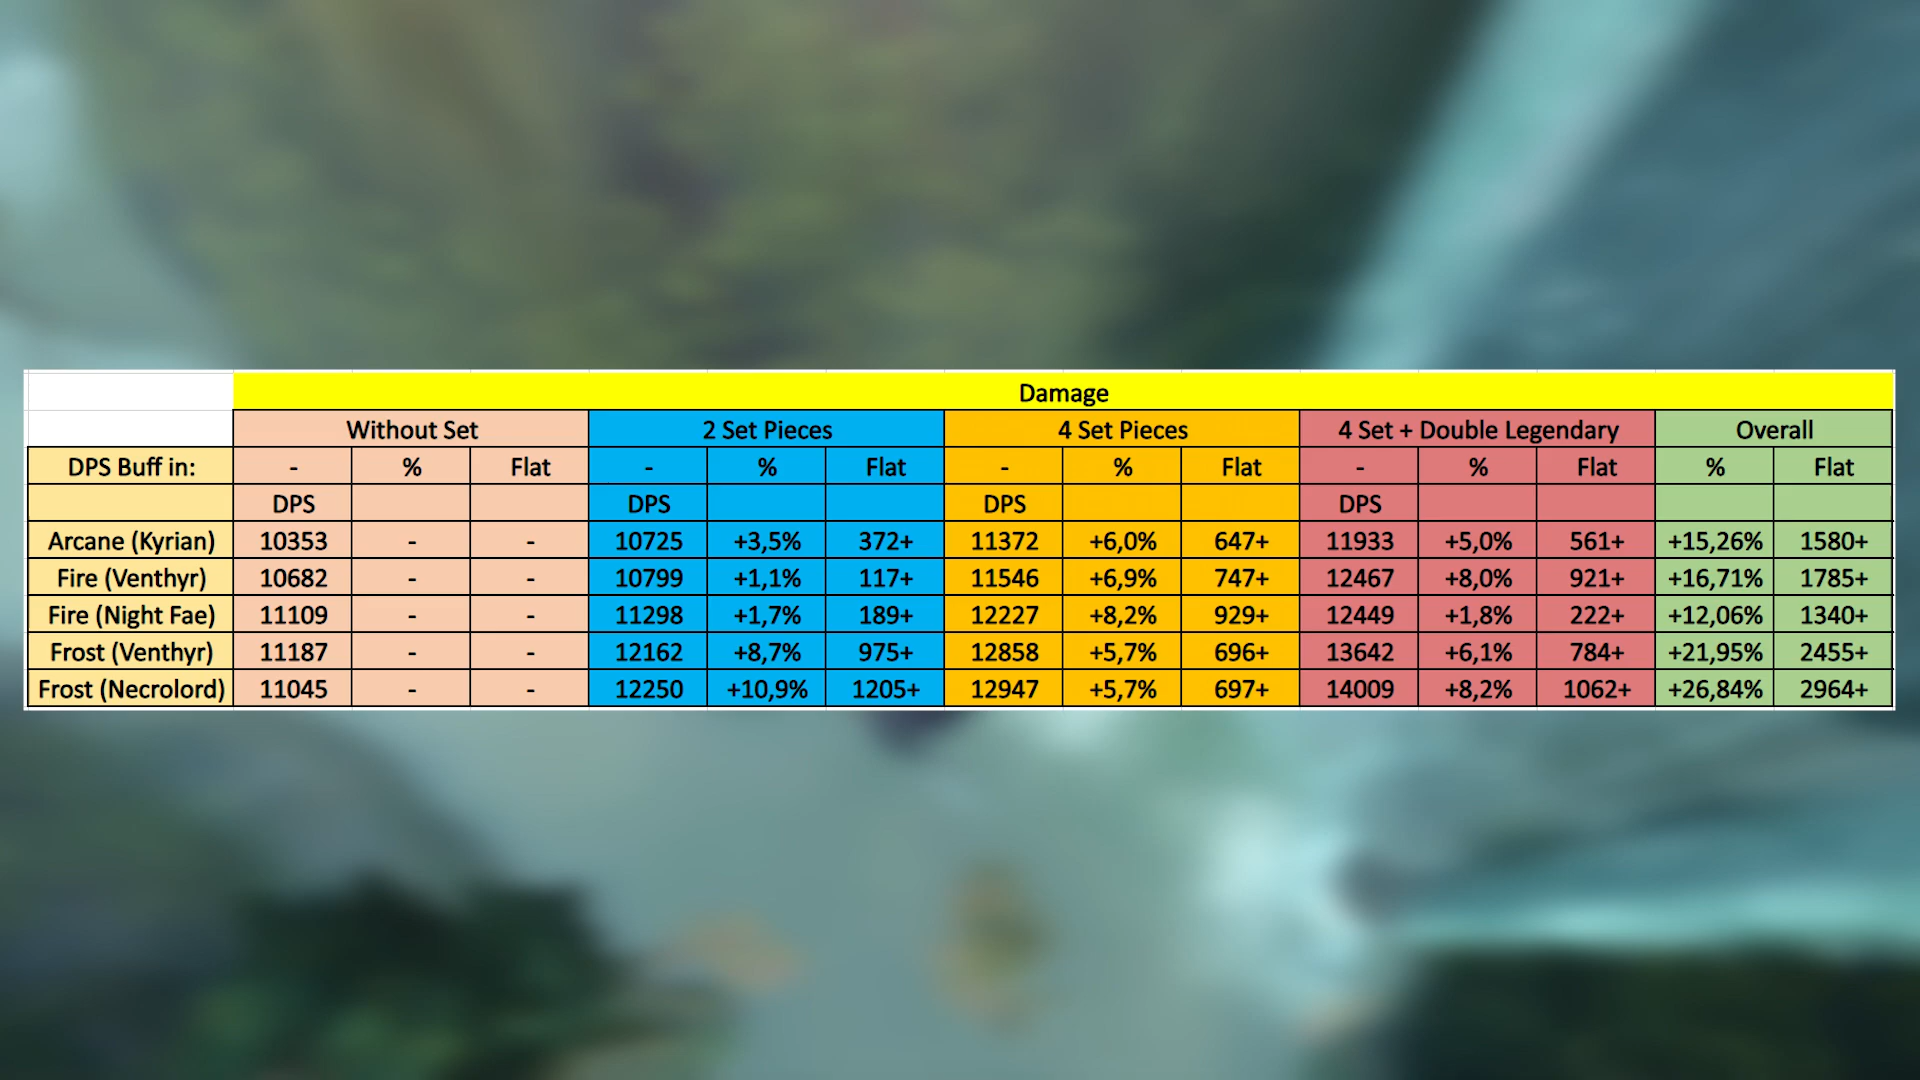 Damage
Without Set 2 Set Pieces 4 Set Pieces 4 Set + Double Legendary Overall
DPS Buff in: - % Flat - % Flat - % Flat - % Flat % Flat
DPS DPS DPS DPS
Arcane (Kyrian) 10353 - - 10725 +3,5% 372+ 11372 +6,0% 647+ 11933 +5,0% 561+ +15,26% 1580+
Fire (Venthyr) 10682 - - 10799 +1,1% 117+ 11546 +6,9% 747+ 12467 +8,0% 921+ +16,71% 1785+
Fire (Night Fae) 11109 - - 11298 +1,7% 189+ 12227 +8,2% 929+ 12449 +1,8% 222+ +12,06% 1340+
Frost (Venthyr) 11187 - - 12162 +8,7% 975+ 12858 +5,7% 696+ 13642 +6,1% 784+ +21,95% 2455+
Frost (Necrolord) 11045 - - 12250 +10,9% 1205+ 12947 +5,7% 697+ 14009 +8,2% 1062+ +26,84% 2964+